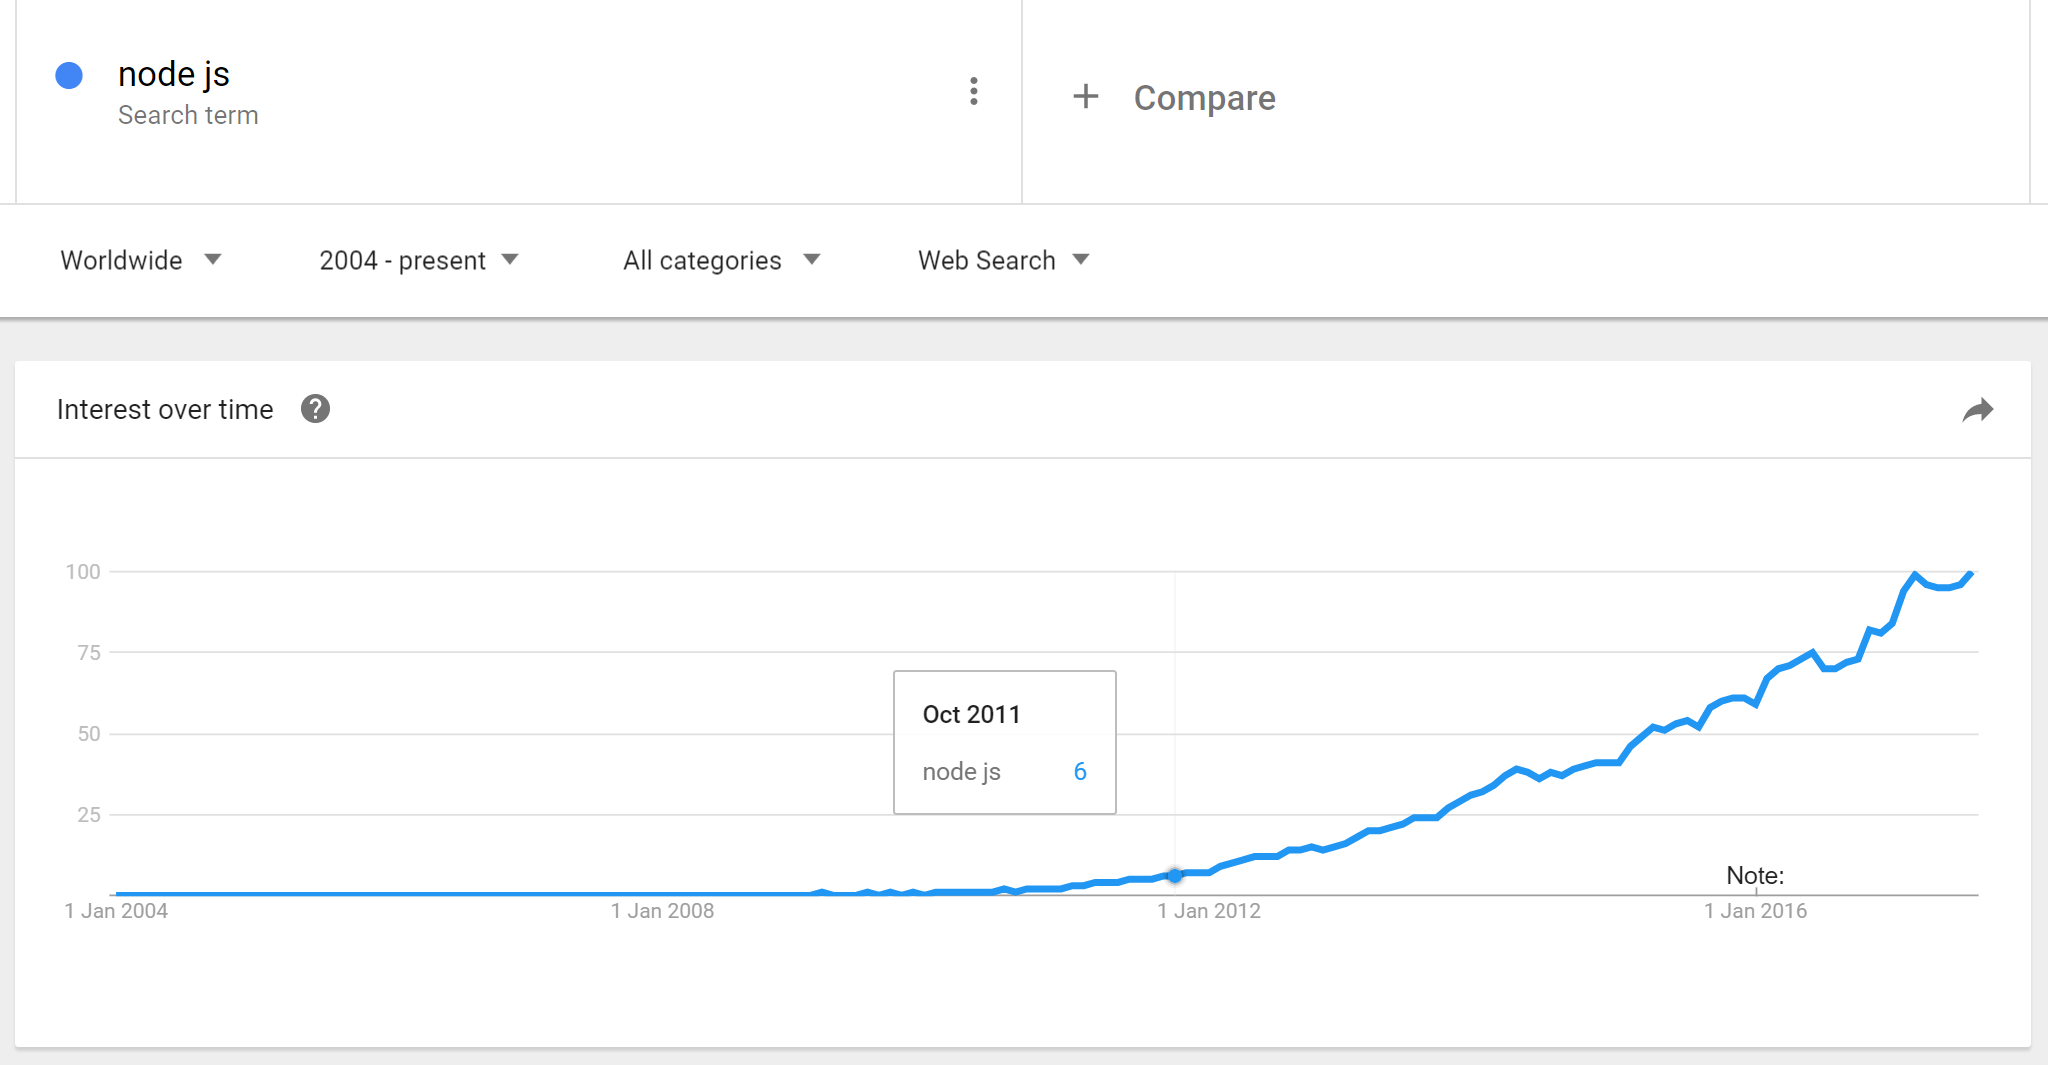 node js
Search term
Compare
Worldwide
2004 - present
All categories
Web Search
Interest over time
?
100
75
50
25
Oct 2011
node js 6
Note:
1 Jan 2004
1 Jan 2008
1 Jan 2012
1 Jan 2016